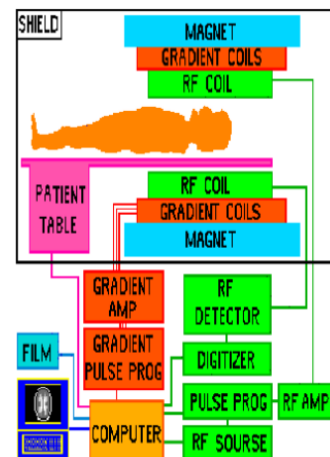 SHIELD
MAGNET
GRADIENT COILS
RF COIL
PATIENT
TABLE
RF COIL
GRADIENT COILS
MAGNET
GRADIENT
AMP
RF
DETECTOR
FILM
GRADIENT
PULSE PROG
DIGITIZER
PULSE PROG
RF AMP
COMPUTER
RF SOURSE